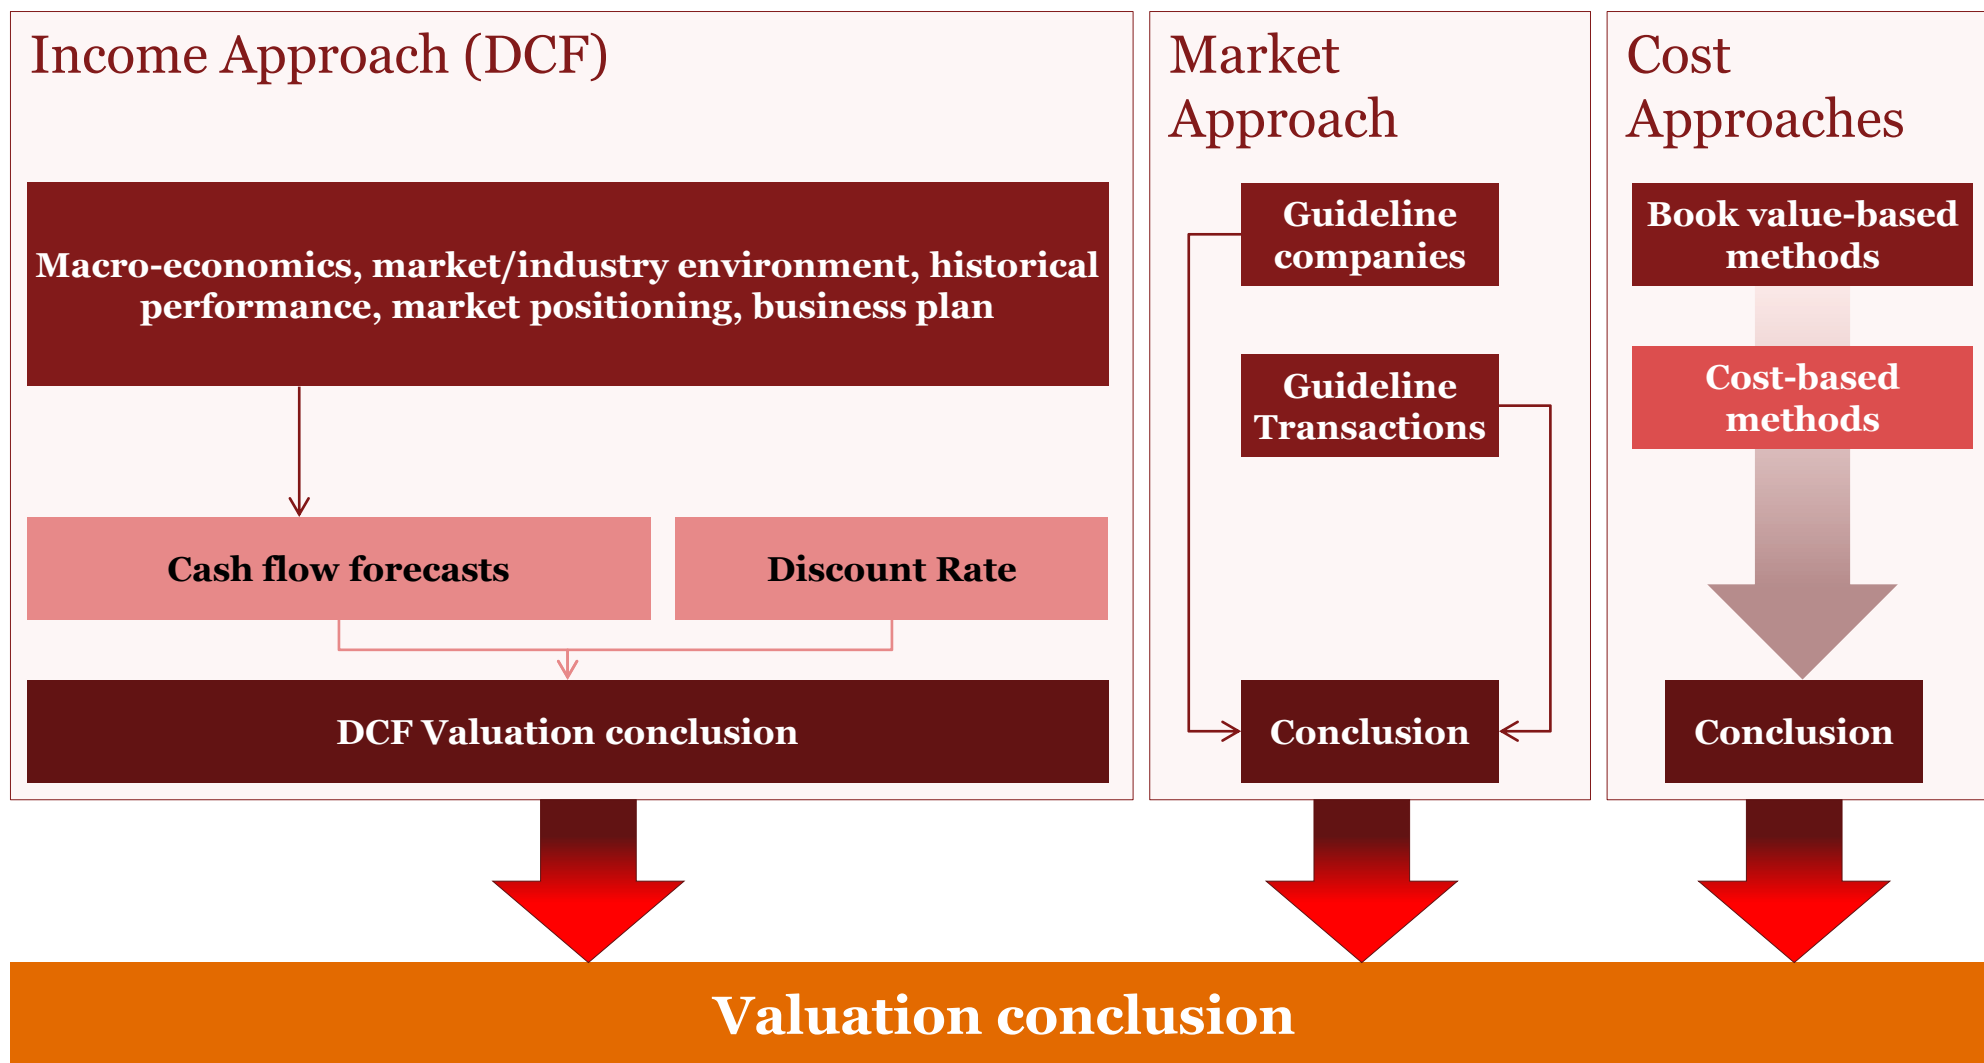 Income Approach (DCF)
Macro-economics, market/industry environment, historical
performance, market positioning, business plan
Cash flow forecasts
Discount Rate
DCF Valuation conclusion
Market
Approach
Guideline
companies
Guideline
Transactions
Conclusion
Cost
Approaches
Book value-based
methods
Cost-based
methods
Conclusion
Valuation conclusion